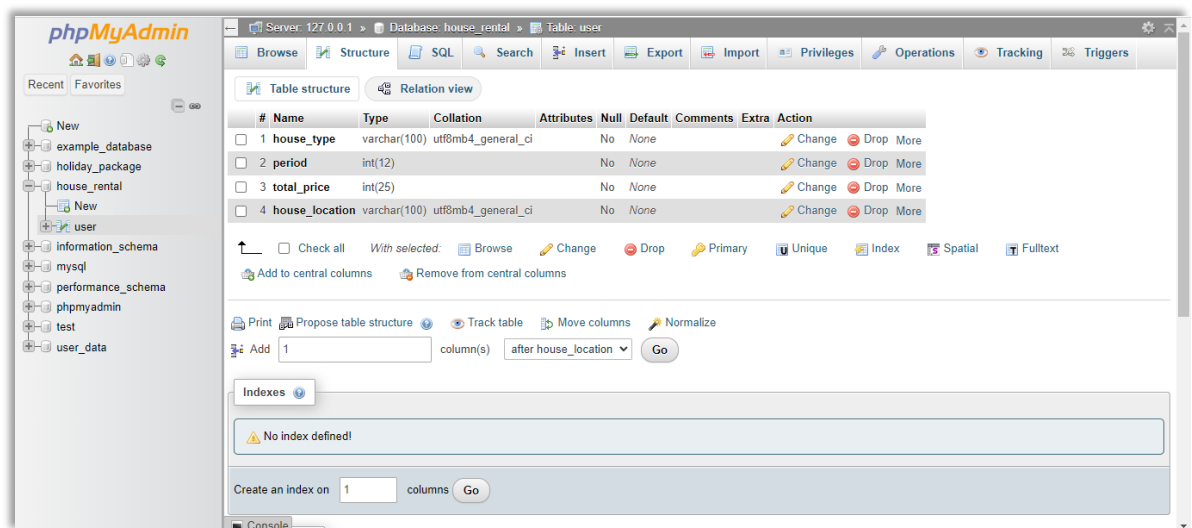 phpMyAdmin
Recent Favorites
New
example_database
holiday_package
house_rental
New
user
information_schema
mysql
performance_schema
phpmyadmin
test
user_data
Server: 127.0.0.1 » Database: house_rental » Table: user
Browse Structure SQL Search Insert Export Import Privileges Operations Tracking Triggers
Table structure Relation view
# Name Type Collation Attributes Null Default Comments Extra Action
1 house_type varchar(100) utf8mb4_general_ci No None Change Drop More
2 period int(12) No None Change Drop More
3 total_price int(25) No None Change Drop More
4 house_location varchar(100) utf8mb4_general_ci No None Change Drop More
Check all With selected: Browse Change Drop Primary Unique Index Spatial Fulltext
Add to central columns Remove from central columns
Print Propose table structure Track table Move columns Normalize
Add 1 column(s) after house_location Go
Indexes
No index defined!
Create an index on 1 columns Go
Console